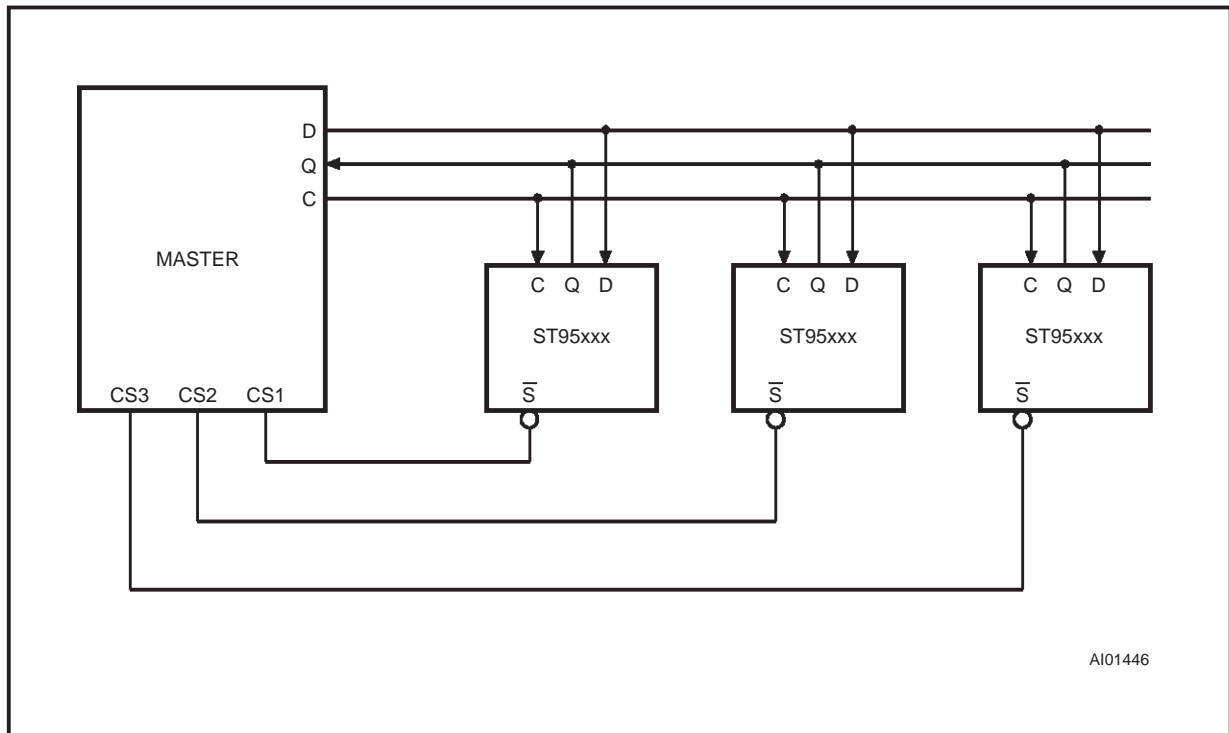 D
Q
C
MASTER
CS3 CS2 CS1
C Q D
ST95xxx
S̅
C Q D
ST95xxx
S̅
C Q D
ST95xxx
S̅
AI01446